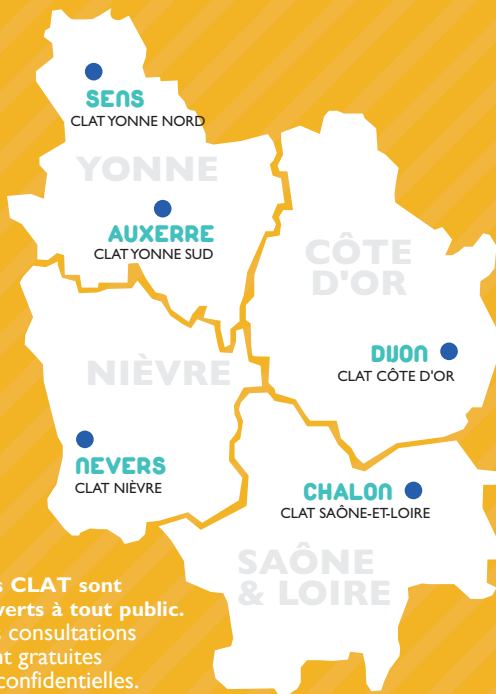 SENS
CLAT YONNE NORD
YONNE
AUXERRE
CLAT YONNE SUD
CÔTE
D'OR
DIJON
CLAT CÔTE D'OR
NIÈVRE
NEVERS
CLAT NIÈVRE
CHALON
CLAT SAÔNE-ET-LOIRE
SAÔNE
& LOIRE
CLAT sont
à tout public.
consultations
gratuites
confidentielles.